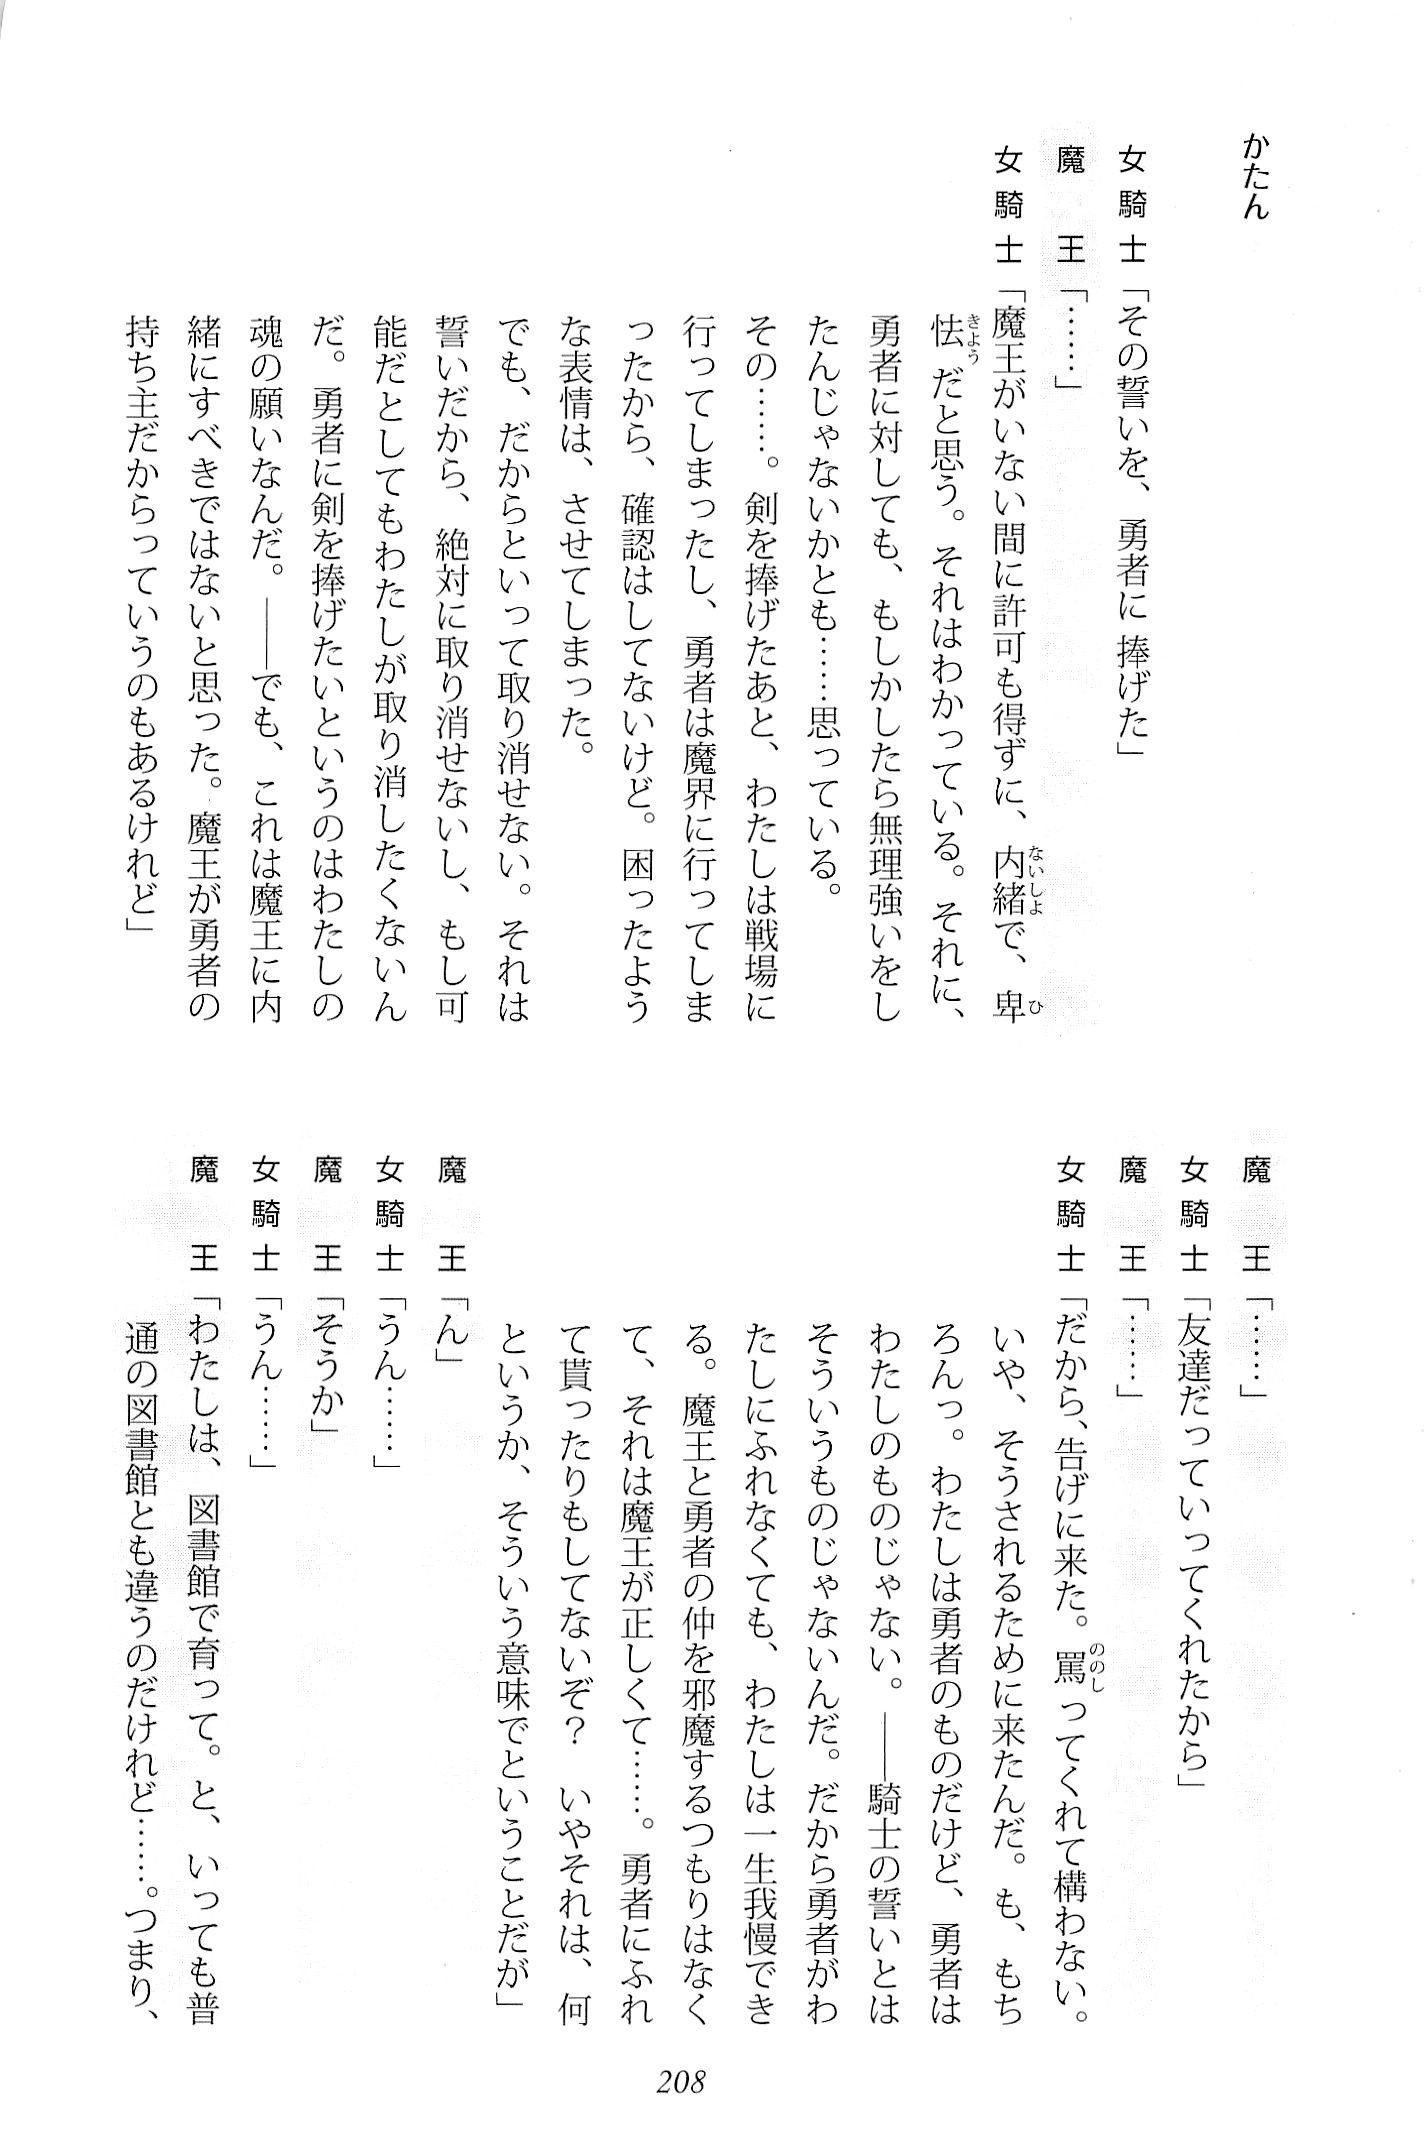 かたん
女騎士「その誓いを、勇者に捧げた」
魔　王「……」
女騎士「魔王がいない間に許可も得ずに、内緒で、卑
怯だと思う。それはわかっている。それに、
勇者に対しても、もしかしたら無理強いをし
たんじゃないかとも……思っている。
その……。剣を捧げたあと、わたしは戦場に
行ってしまったし、勇者は魔界に行ってしま
ったから、確認はしてないけど。困ったよう
な表情は、させてしまった。
でも、だからといって取り消せない。それは
誓いだから、絶対に取り消せないし、もし可
能だとしてもわたしが取り消したくないん
だ。勇者に剣を捧げたいというのはわたしの
魂の願いなんだ。――でも、これは魔王に内
緒にすべきではないと思った。魔王が勇者の
持ち主だからっていうのもあるけれど」
魔　王「……」
女騎士「友達だっていってくれたから」
魔　王「……」
女騎士「だから、告げに来た。罵ってくれて構わない。
いや、そうされるために来たんだ。も、もち
ろんっ。わたしは勇者のものだけど、勇者は
わたしのものじゃない。――騎士の誓いとは
そういうものじゃないんだ。だから勇者がわ
たしにふれなくても、わたしは一生我慢でき
る。魔王と勇者の仲を邪魔するつもりはなく
て、それは魔王が正しくて……。勇者にふれ
て貰ったりもしてないぞ？　いやそれは、何
というか、そういう意味でということだが」
魔　王「ん」
女騎士「うん……」
魔　王「そうか」
女騎士「うん……」
魔　王「わたしは、図書館で育って。と、いっても普
通の図書館とも違うのだけれど……。つまり、
208